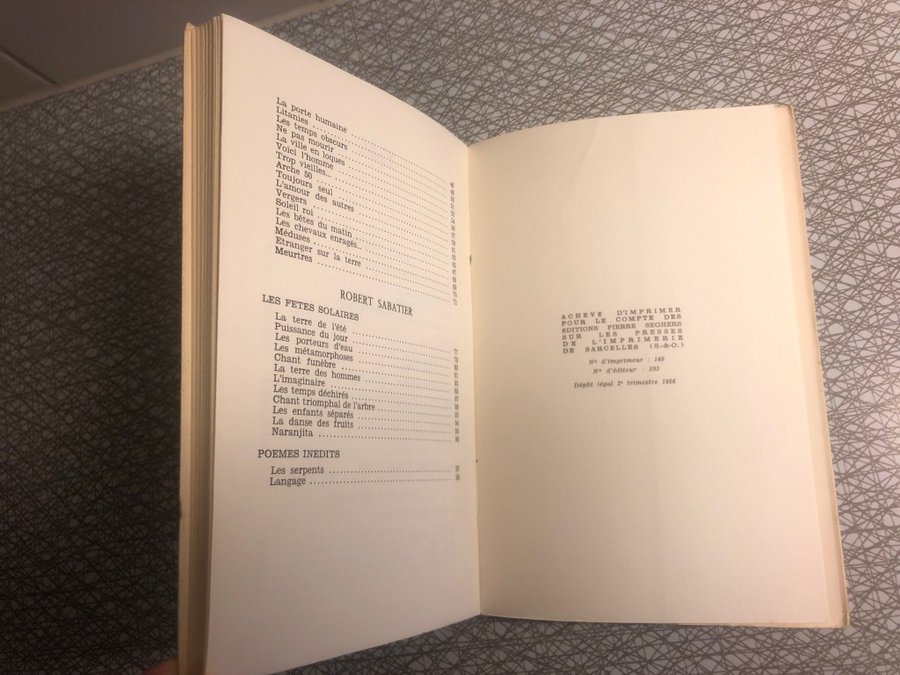 La porte humaine
Litanies
Les temps obscurs
Ne pas mourir
La ville en loques
Voici l'homme
Trop vieilles..
Arche 50
Toujours seul
L'amour des autres
Vergers
Soleil roi
Les bêtes du matin
Les chevaux enragés..
Méduses
Etranger sur la terre
Meurtres
ROBERT SABATIER
LES FETES SOLAIRES
La terre de l'été
Puissance du jour
Les porteurs d'eau
Les métamorphoses
Chant funèbre
La terre des hommes
L'imaginaire
Les temps déchirés
Chant triomphal de l'arbre
Les enfants séparés
La danse des fruits
Naranjita
POEMES INEDITS
Les serpents
Langage
ACHEVÉ D'IMPRIMER
POUR LE COMPTE DES
ÉDITIONS PIERRE SEGHERS
SUR LES PRESSES
DE L'IMPRIMERIE
DE SARCELLES (S.-&-O.)
N° d'imprimeur : 140
N° d'éditeur : 593
Dépôt légal 2e trimestre 1956